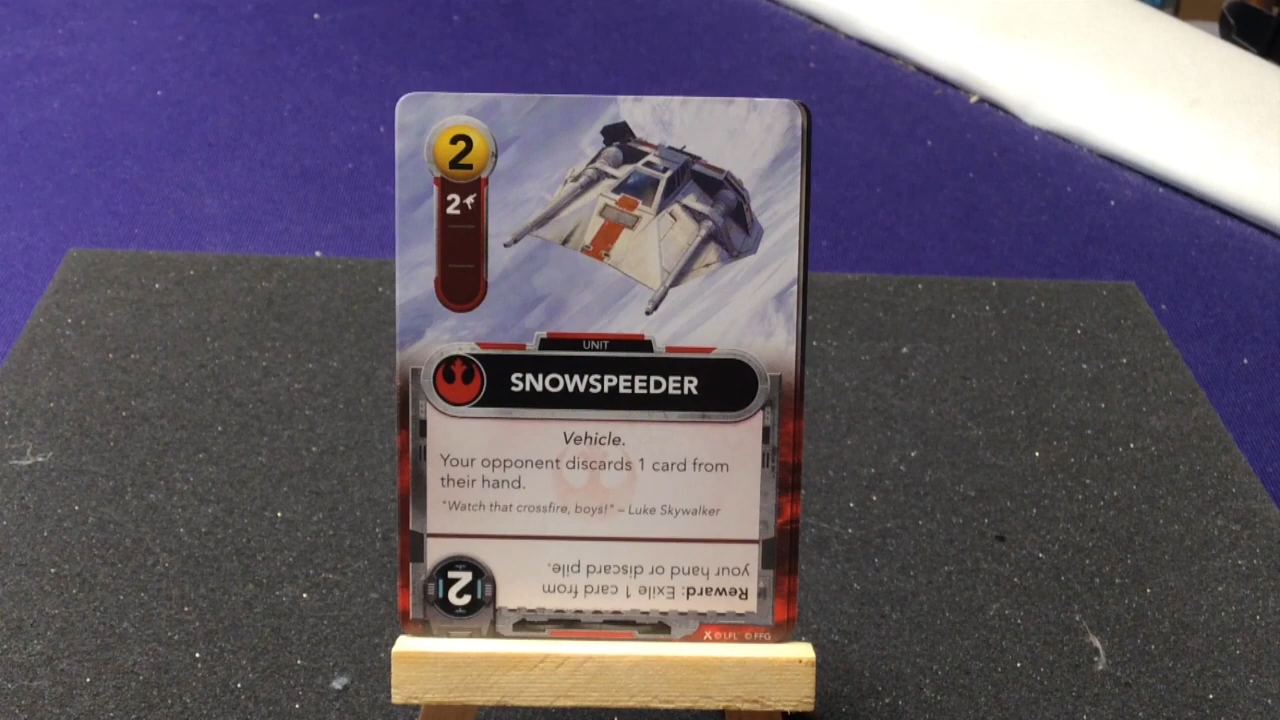 2
2
UNIT
SNOWSPEEDER
Vehicle.
Your opponent discards 1 card from
their hand.
"Watch that crossfire, boys!" – Luke Skywalker
Reward: Exile 1 card from
your hand or discard pile.
2
X © LFL © FFG